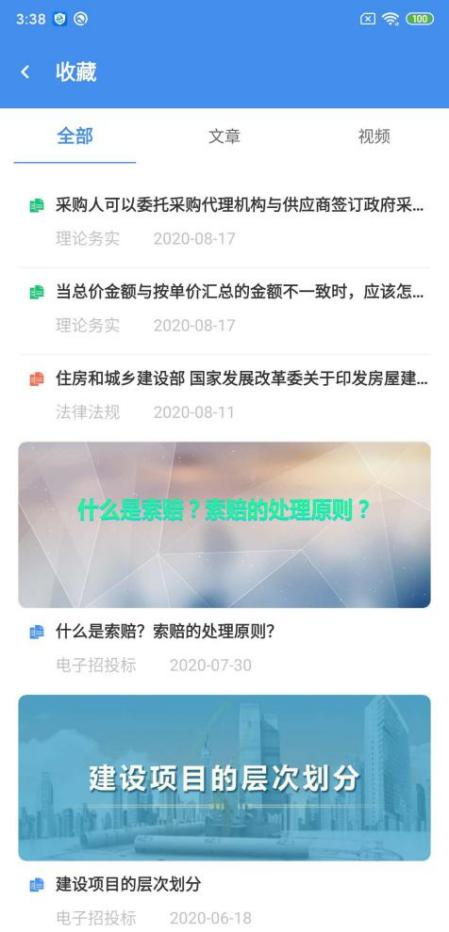 3:38
100
收藏
全部
文章
视频
采购人可以委托采购代理机构与供应商签订政府采...
理论务实 2020-08-17
当总价金额与按单价汇总的金额不一致时，应该怎...
理论务实 2020-08-17
住房和城乡建设部 国家发展改革委关于印发房屋建...
法律法规 2020-08-11
什么是索赔？索赔的处理原则？
什么是索赔？索赔的处理原则？
电子招投标 2020-07-30
建设项目的层次划分
建设项目的层次划分
电子招投标 2020-06-18